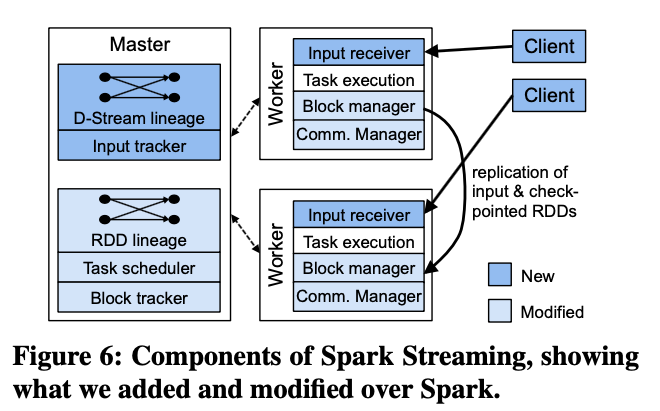 Master
D-Stream lineage
Input tracker
RDD lineage
Task scheduler
Block tracker
Worker
Input receiver
Task execution
Block manager
Comm. Manager
Worker
Input receiver
Task execution
Block manager
Comm. Manager
Client
Client
replication of
input & check-
pointed RDDs
New
Modified
Figure 6: Components of Spark Streaming, showing
what we added and modified over Spark.